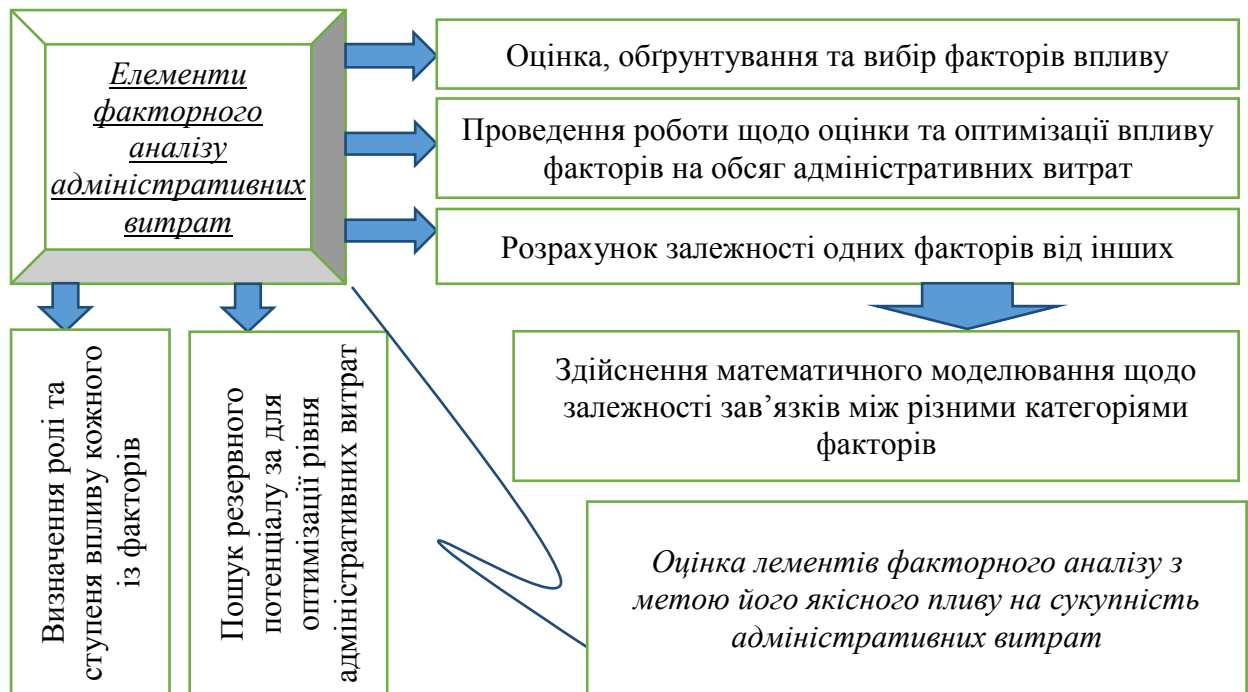 Елементи
факторного
аналізу
адміністративних
витрат
Оцінка, обґрунтування та вибір факторів впливу
Проведення роботи щодо оцінки та оптимізації впливу
факторів на обсяг адміністративних витрат
Розрахунок залежності одних факторів від інших
Визначення ролі та
ступеня впливу кожного
із факторів
Пошук резервного
потенціалу за для
оптимізації рівня
адміністративних витрат
Здійснення математичного моделювання щодо
залежності зав’язків між різними категоріями
факторів
Оцінка лементів факторного аналізу з
метою його якісного пливу на сукупність
адміністративних витрат